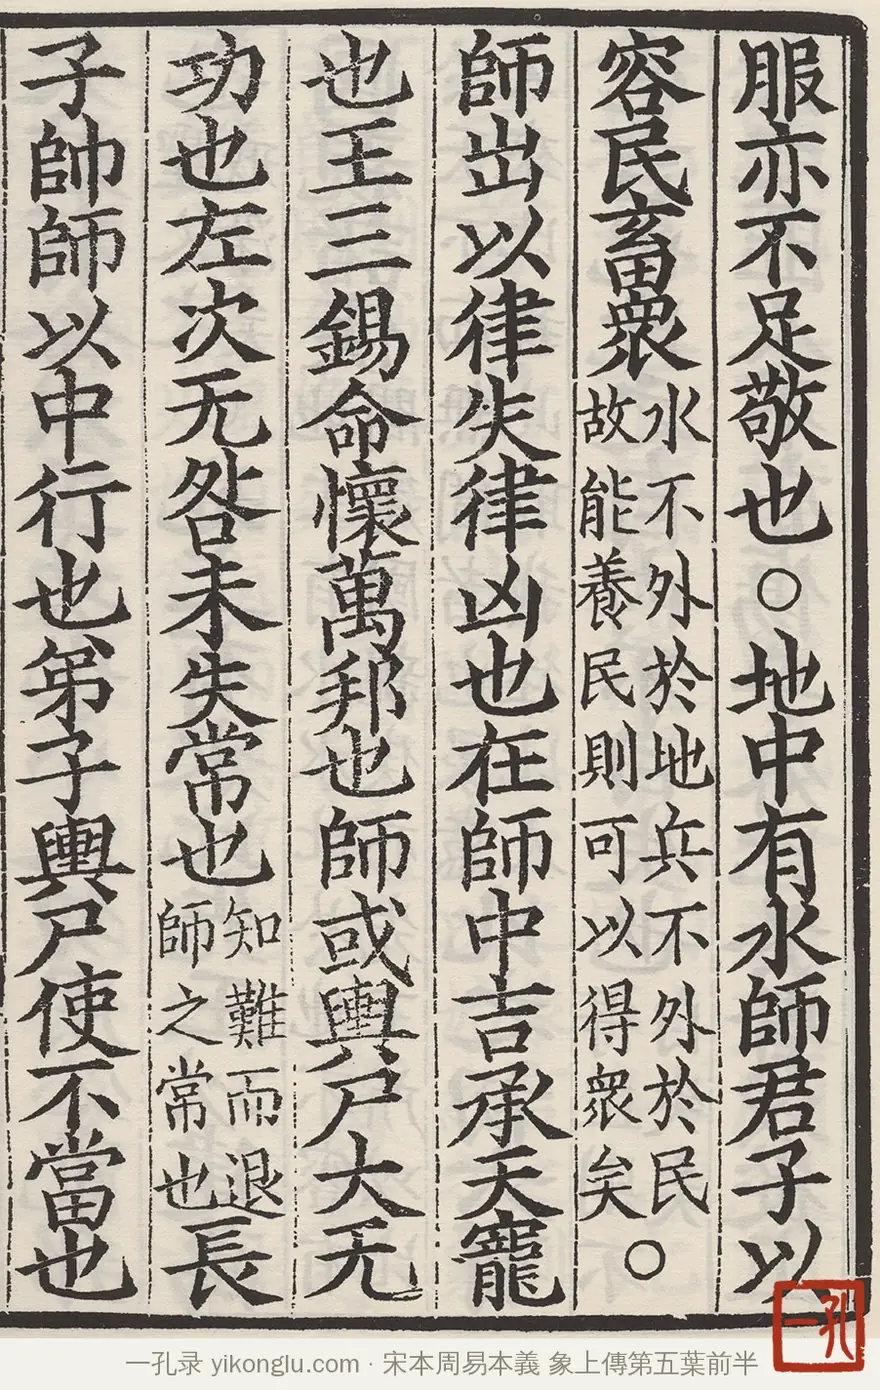 服亦不足敬也○地中有水師君子以
容民畜衆水不外於地兵不外於民故能養民則可以得衆矣○
師出以律失律凶也在師中吉承天寵
也王三錫命懷萬邦也師或輿尸大无
功也左次无咎未失常也知難而退師之常也長
子帥師以中行也弟子輿尸使不當也
一孔
一孔录 yikonglu.com · 宋本周易本義 象上傳第五葉前半